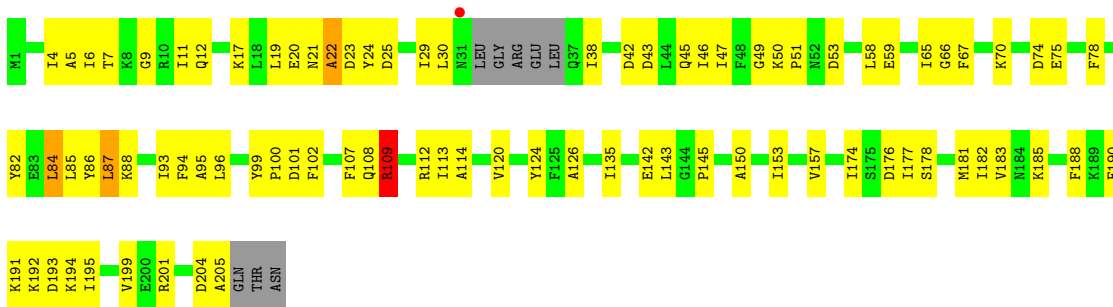 M1 I4 A5 I6 T7 K8 G9 R10 I11 Q12 K17 L18 L19 E20 N21 A22 D23 Y24 D25 I29 L30 N31 LEU GLY ARG GLU LEU Q37 I38 D42 D43 L44 Q45 I46 I47 F48 G49 K50 P51 N52 D53 L58 E59 I65 G66 F67 K70 D74 E75 F78
Y82 E83 L84 L85 Y86 L87 K88 I93 F94 A95 L96 Y99 P100 D101 F102 F107 Q108 R109 R112 I113 A114 V120 Y124 F125 A126 I135 E142 L143 G144 P145 A150 I153 V157 I174 S175 D176 I177 S178 M181 I182 V183 N184 K185 F188 K189
K191 K192 D193 K194 I195 V199 E200 R201 D204 A205 GLN THR ASN